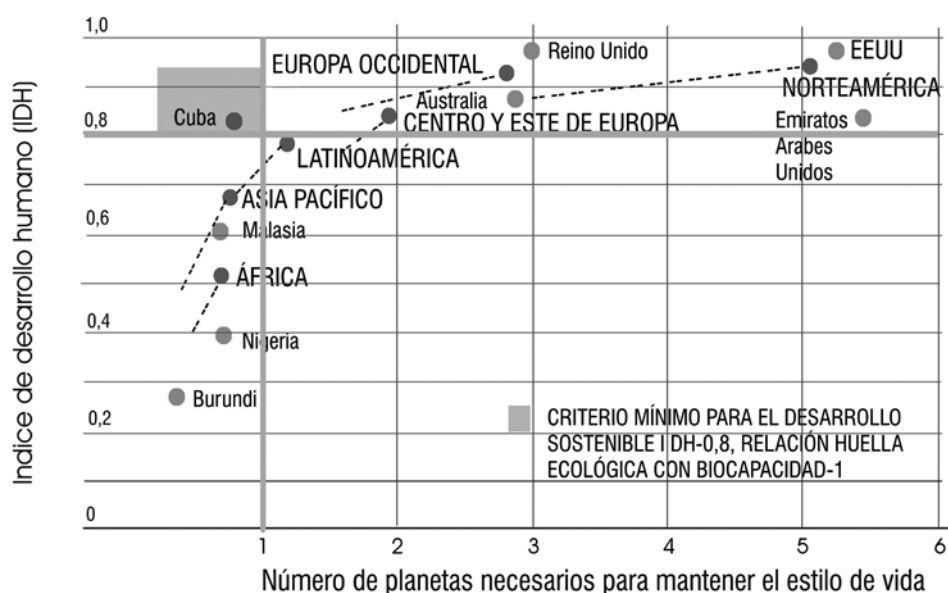 Indice de desarrollo humano (IDH)
1,0
0,8
0,6
0,4
0,2
0
EUROPA OCCIDENTAL
Reino Unido
EEUU
NORTEAMÉRICA
Australia
Cuba
CENTRO Y ESTE DE EUROPA
Emiratos
Arabes
Unidos
LATINOAMÉRICA
ASIA PACÍFICO
Malasia
ÁFRICA
Nigeria
Burundi
CRITERIO MÍNIMO PARA EL DESARROLLO
SOSTENIBLE I DH-0,8, RELACIÓN HUELLA
ECOLÓGICA CON BIOCAPACIDAD-1
1 2 3 4 5 6
Número de planetas necesarios para mantener el estilo de vida